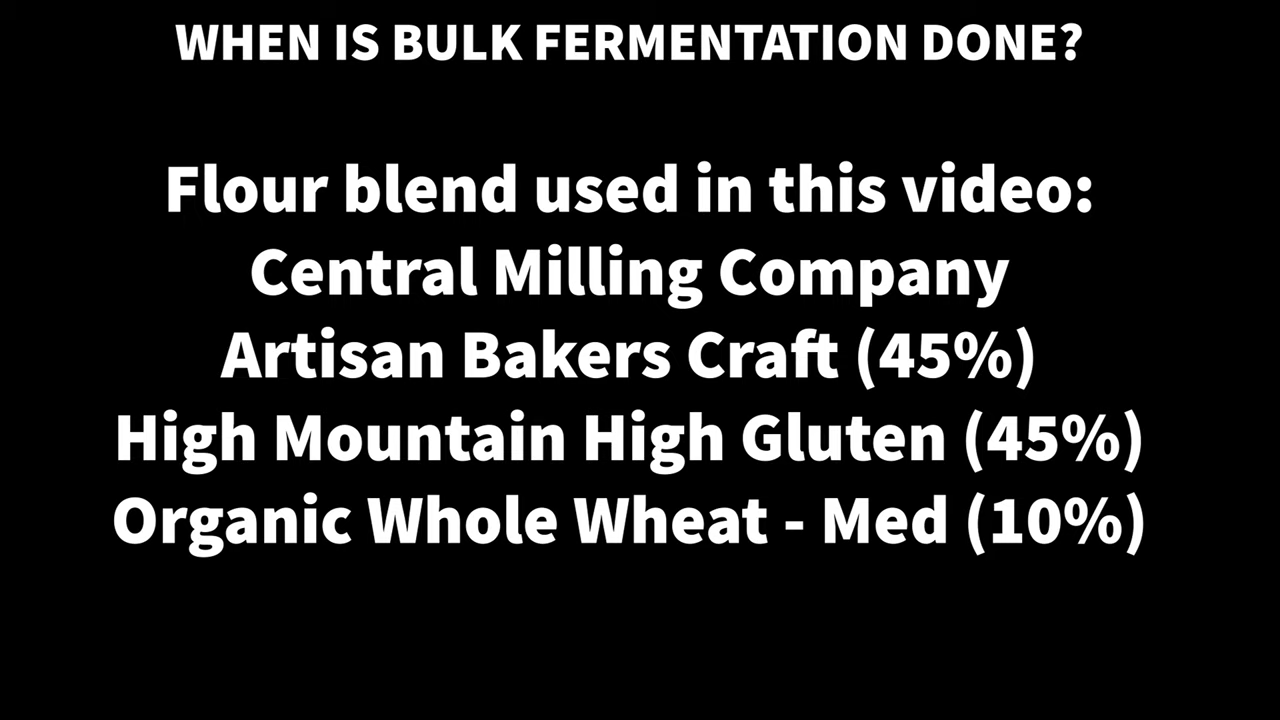 WHEN IS BULK FERMENTATION DONE?
Flour blend used in this video:
Central Milling Company
Artisan Bakers Craft (45%)
High Mountain High Gluten (45%)
Organic Whole Wheat - Med (10%)